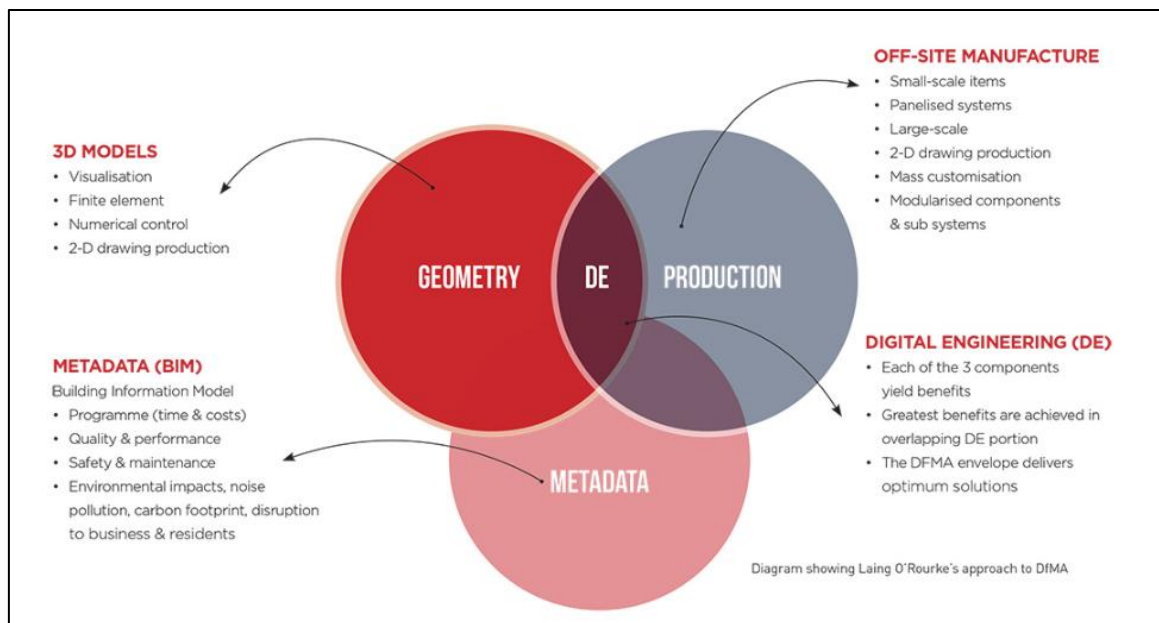 3D MODELS
• Visualisation
• Finite element
• Numerical control
• 2-D drawing production
METADATA (BIM)
Building Information Model
• Programme (time & costs)
• Quality & performance
• Safety & maintenance
• Environmental impacts, noise
pollution, carbon footprint, disruption
to business & residents
GEOMETRY
DE
PRODUCTION
METADATA
OFF-SITE MANUFACTURE
• Small-scale items
• Panelised systems
• Large-scale
• 2-D drawing production
• Mass customisation
• Modularised components
& sub systems
DIGITAL ENGINEERING (DE)
• Each of the 3 components
yield benefits
• Greatest benefits are achieved in
overlapping DE portion
• The DFMA envelope delivers
optimum solutions
Diagram showing Laing O'Rourke's approach to DfMA